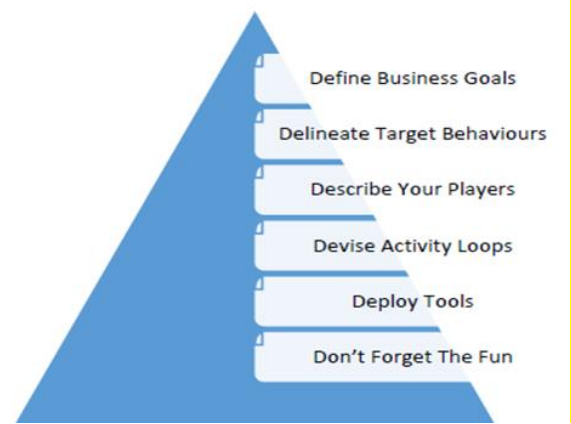 Define Business Goals
Delineate Target Behaviours
Describe Your Players
Devise Activity Loops
Deploy Tools
Don't Forget The Fun